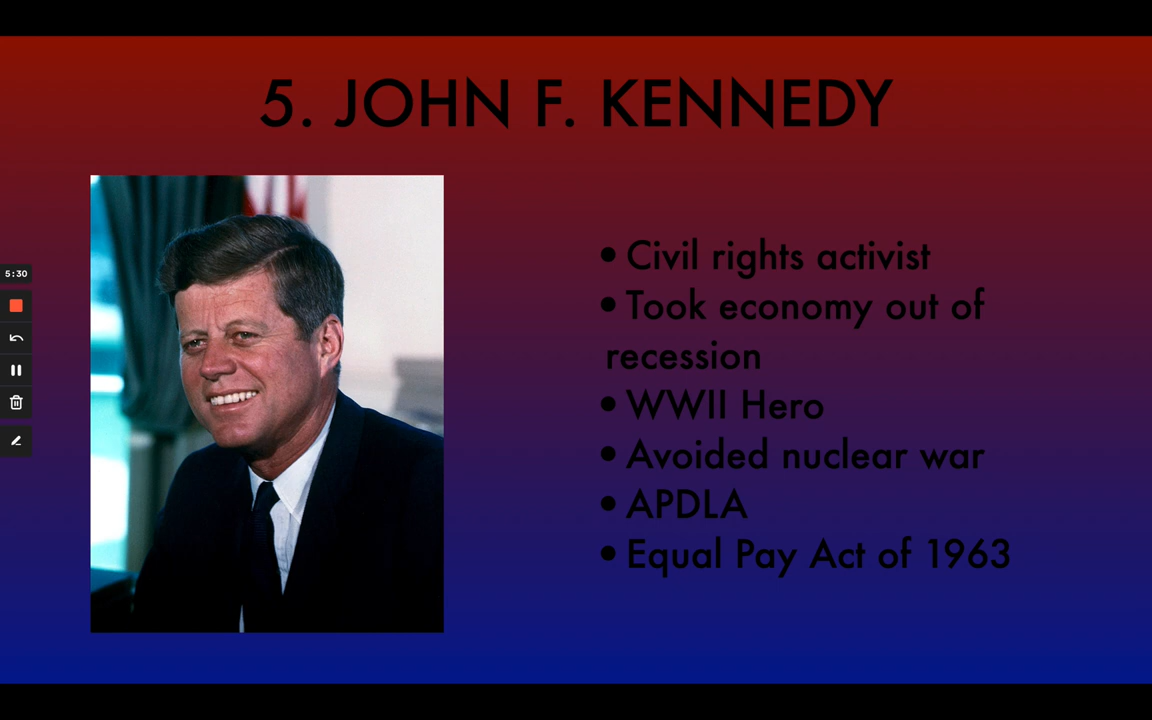 5. JOHN F. KENNEDY
5:30
• Civil rights activist
• Took economy out of
recession
• WWII Hero
• Avoided nuclear war
• APDLA
• Equal Pay Act of 1963